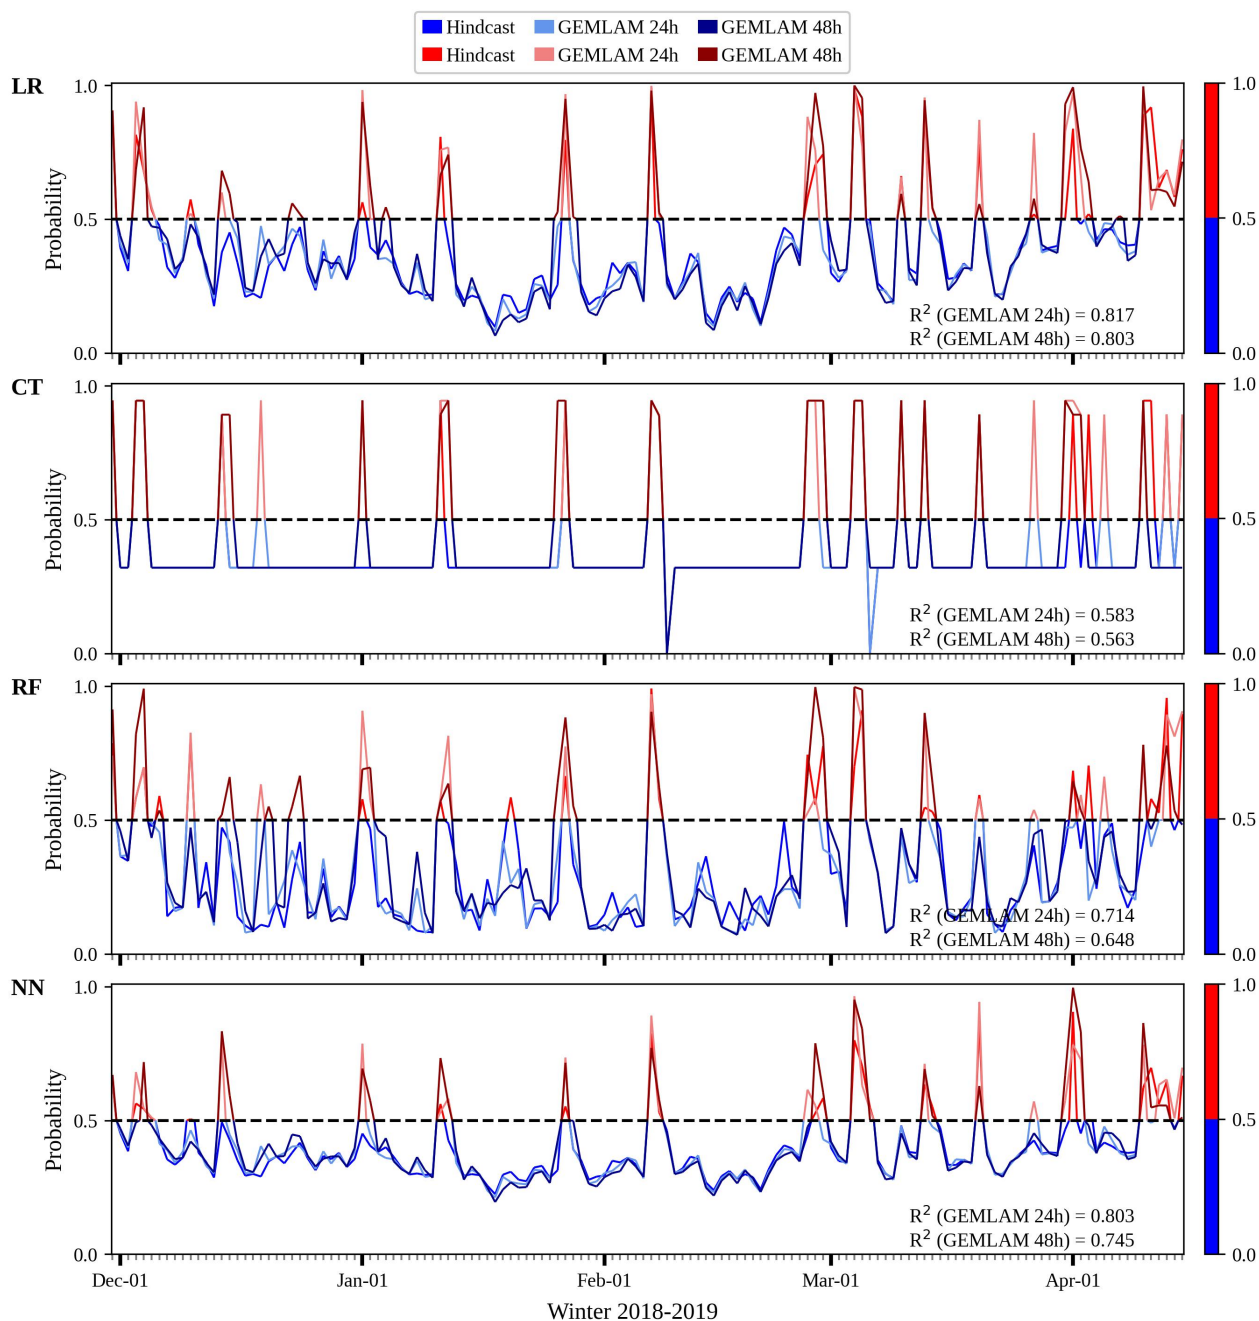 Hindcast GEMLAM 24h GEMLAM 48h
Hindcast GEMLAM 24h GEMLAM 48h
LR
1.0
0.5
0.0
Probability
R² (GEMLAM 24h) = 0.817
R² (GEMLAM 48h) = 0.803
1.0
0.5
0.0
CT
1.0
0.5
0.0
Probability
R² (GEMLAM 24h) = 0.583
R² (GEMLAM 48h) = 0.563
1.0
0.5
0.0
RF
1.0
0.5
0.0
Probability
R² (GEMLAM 24h) = 0.714
R² (GEMLAM 48h) = 0.648
1.0
0.5
0.0
NN
1.0
0.5
0.0
Probability
R² (GEMLAM 24h) = 0.803
R² (GEMLAM 48h) = 0.745
1.0
0.5
0.0
Dec-01 Jan-01 Feb-01 Mar-01 Apr-01
Winter 2018-2019